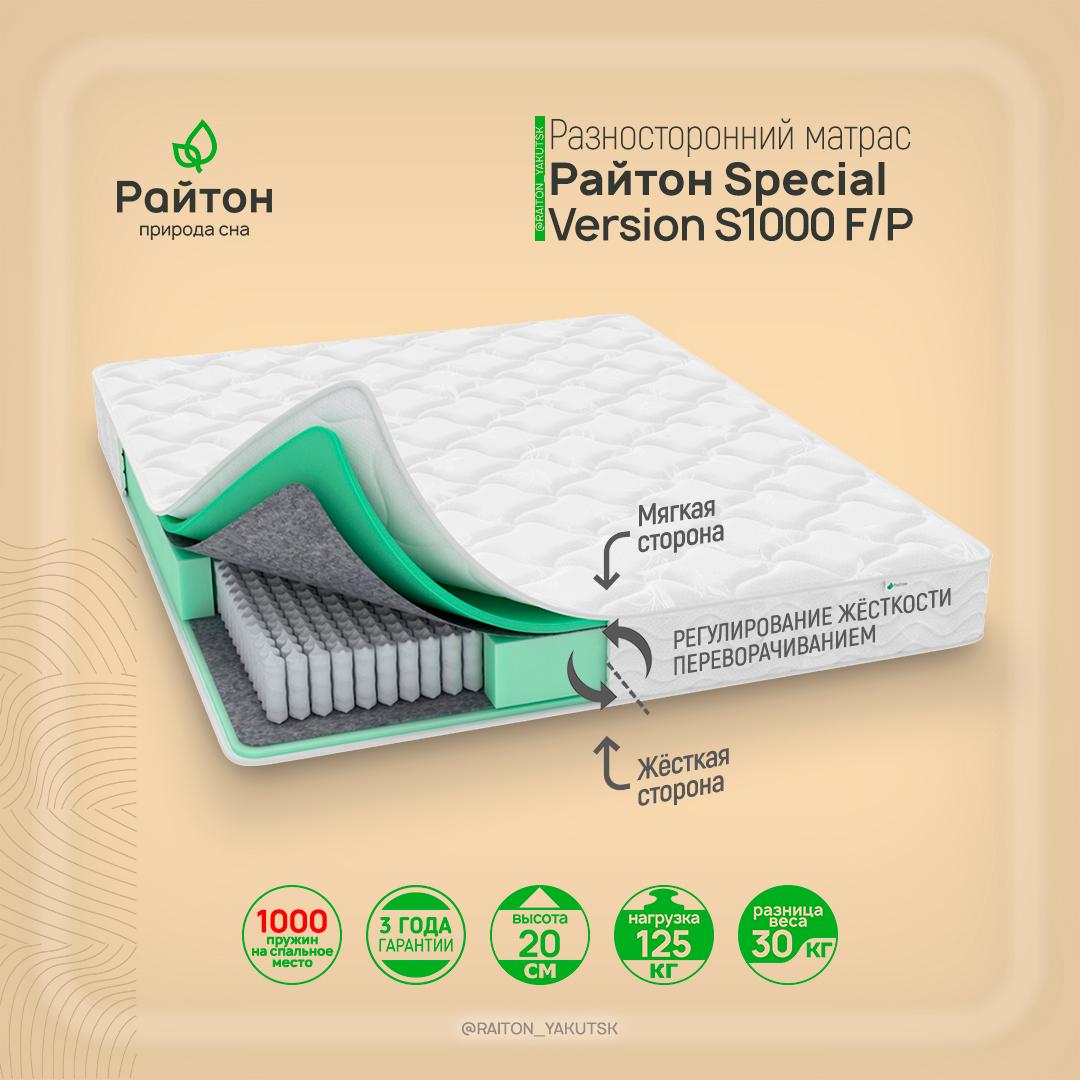 Райтон
природа сна
@RAITON_YAKUTSK
Разносторонний матрас
Райтон Special
Version S1000 F/P
Мягкая
сторона
Райтон
РЕГУЛИРОВАНИЕ ЖЁСТКОСТИ
ПЕРЕВОРАЧИВАНИЕМ
Жёсткая
сторона
1000
пружин
на спальное
место
3 ГОДА
ГАРАНТИИ
высота
20
СМ
нагрузка
125
КГ
разница
веса
30 КГ
@RAITON_YAKUTSK